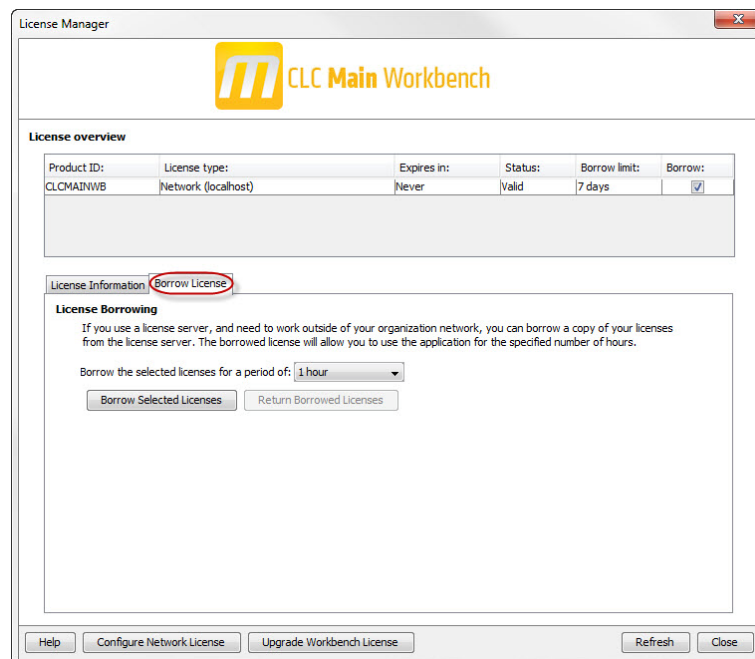 License Manager
CLC Main Workbench
License overview
Product ID: License type: Expires in: Status: Borrow limit: Borrow:
CLCMAINWB Network (localhost) Never Valid 7 days
License Information Borrow License
License Borrowing
If you use a license server, and need to work outside of your organization network, you can borrow a copy of your licenses
from the license server. The borrowed license will allow you to use the application for the specified number of hours.
Borrow the selected licenses for a period of: 1 hour
Borrow Selected Licenses Return Borrowed Licenses
Help Configure Network License Upgrade Workbench License Refresh Close